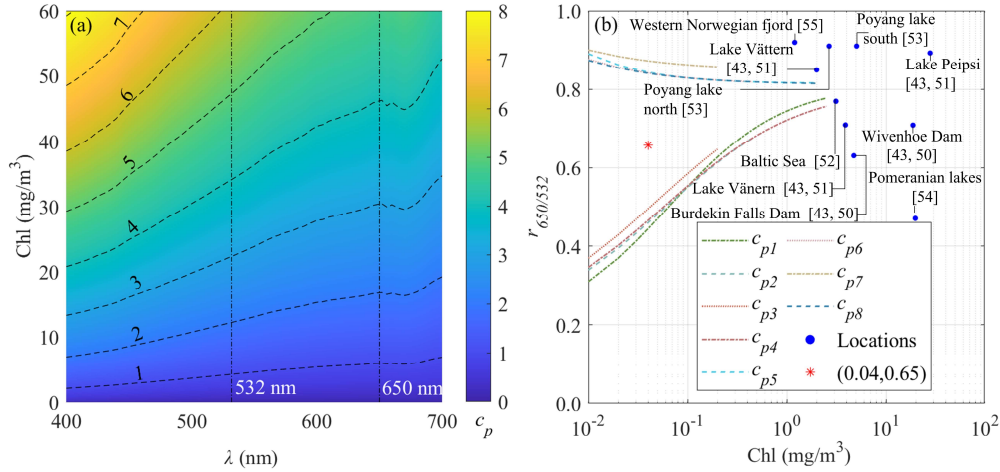 (a)
Chl (mg/m³)
60
50
40
30
20
10
0
7
6
5
4
3
2
1
532 nm
650 nm
400
500
600
700
λ (nm)
8
7
6
5
4
3
2
1
0
c_p
(b)
r_650/532
1.0
0.8
0.6
0.4
0.2
0.0
Western Norwegian fjord [55]
Poyang lake
south [53]
Lake Vättern
[43, 51]
Lake Peipsi
[43, 51]
Poyang lake
north [53]
Wivenhoe Dam
[43, 50]
Baltic Sea [52]
Lake Vänern [43, 51]
Pomeranian lakes
[54]
Burdekin Falls Dam [43, 50]
c_p1
c_p2
c_p3
c_p4
c_p5
c_p6
c_p7
c_p8
Locations
(0.04,0.65)
10⁻²
10⁻¹
10⁰
10¹
10²
Chl (mg/m³)